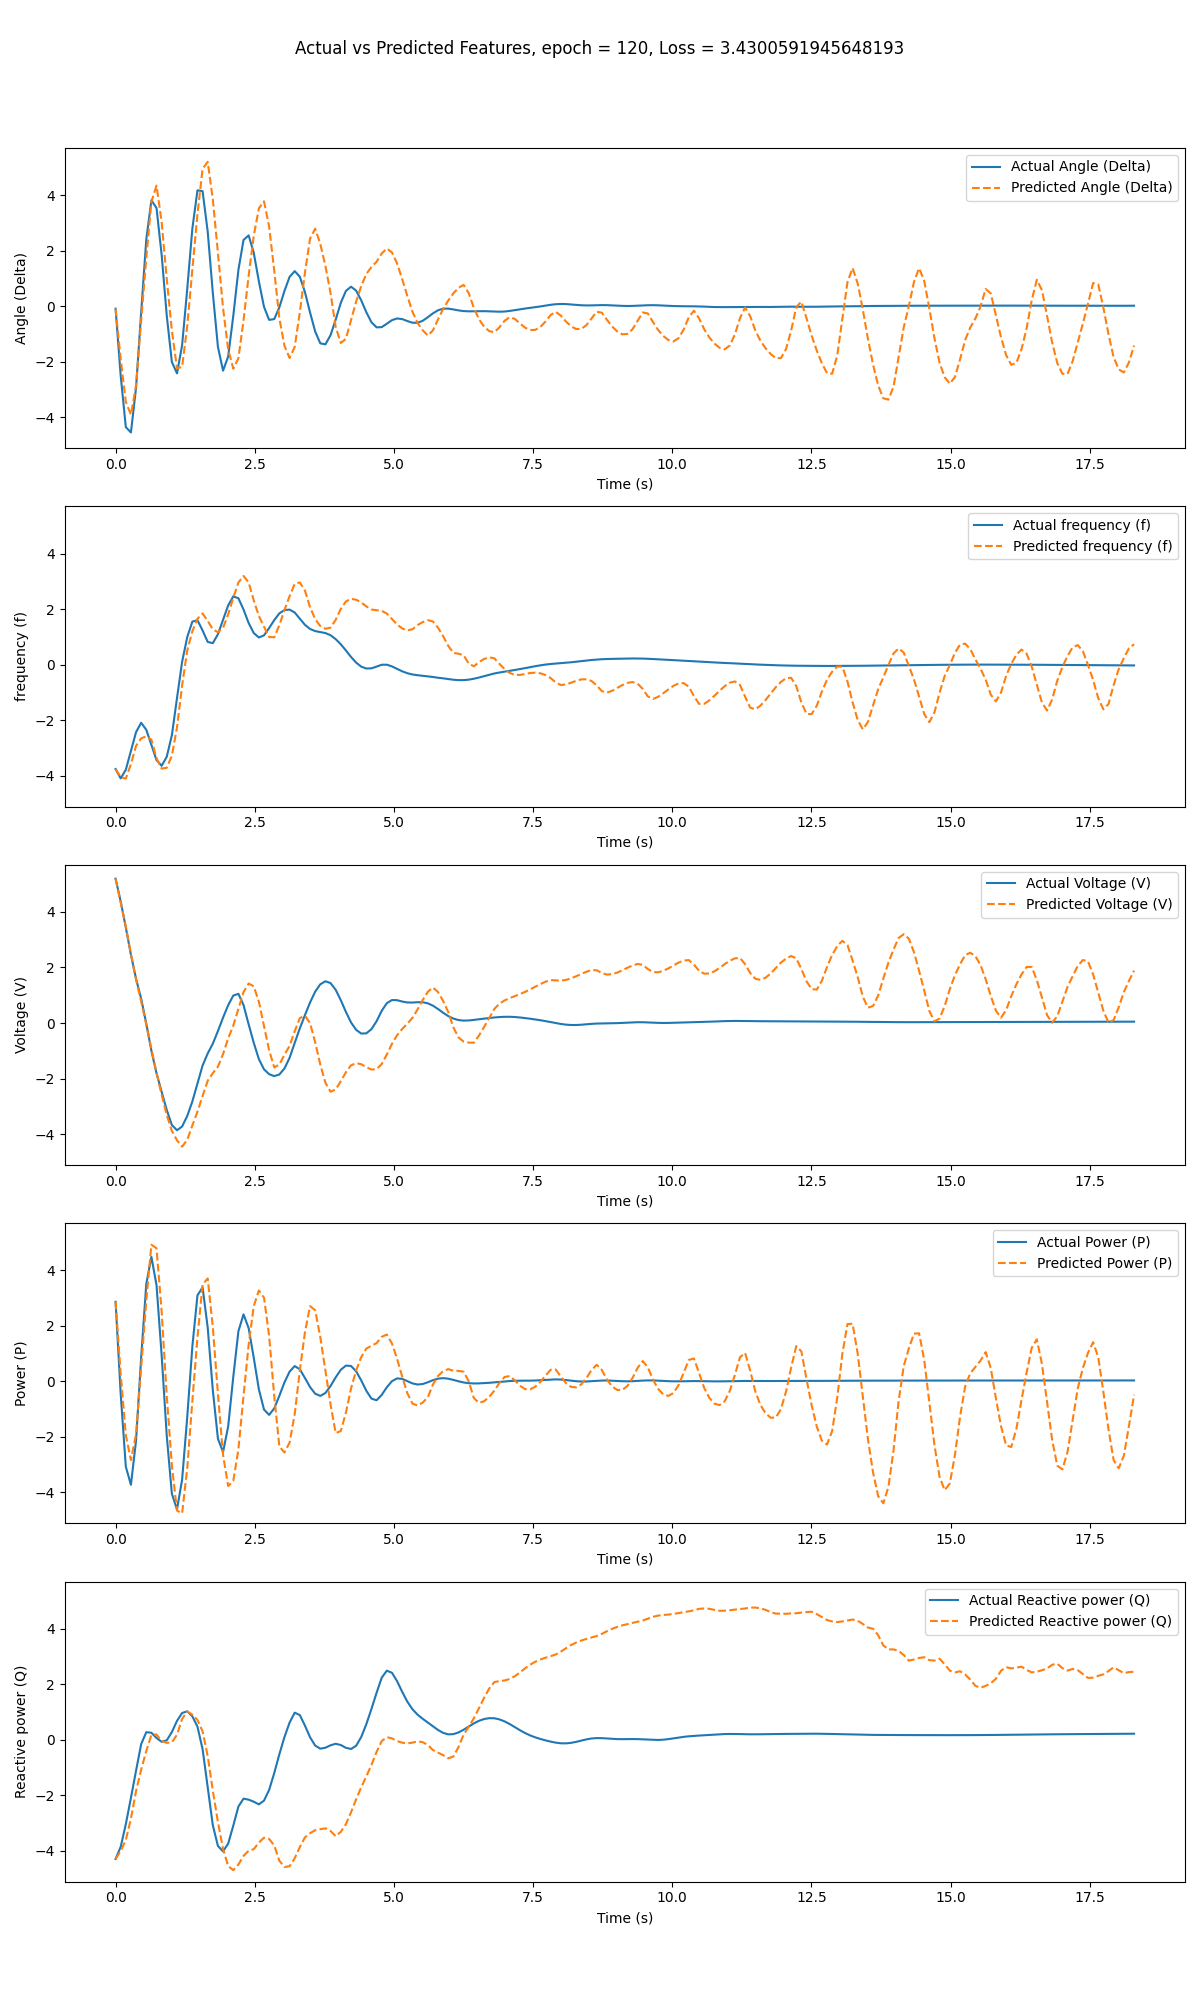 Actual vs Predicted Features, epoch = 120, Loss = 3.4300591945648193
Actual Angle (Delta)
Predicted Angle (Delta)
Angle (Delta)
4
2
0
−2
−4
0.0 2.5 5.0 7.5 10.0 12.5 15.0 17.5
Time (s)
Actual frequency (f)
Predicted frequency (f)
frequency (f)
4
2
0
−2
−4
0.0 2.5 5.0 7.5 10.0 12.5 15.0 17.5
Time (s)
Actual Voltage (V)
Predicted Voltage (V)
Voltage (V)
4
2
0
−2
−4
0.0 2.5 5.0 7.5 10.0 12.5 15.0 17.5
Time (s)
Actual Power (P)
Predicted Power (P)
Power (P)
4
2
0
−2
−4
0.0 2.5 5.0 7.5 10.0 12.5 15.0 17.5
Time (s)
Actual Reactive power (Q)
Predicted Reactive power (Q)
Reactive power (Q)
4
2
0
−2
−4
0.0 2.5 5.0 7.5 10.0 12.5 15.0 17.5
Time (s)